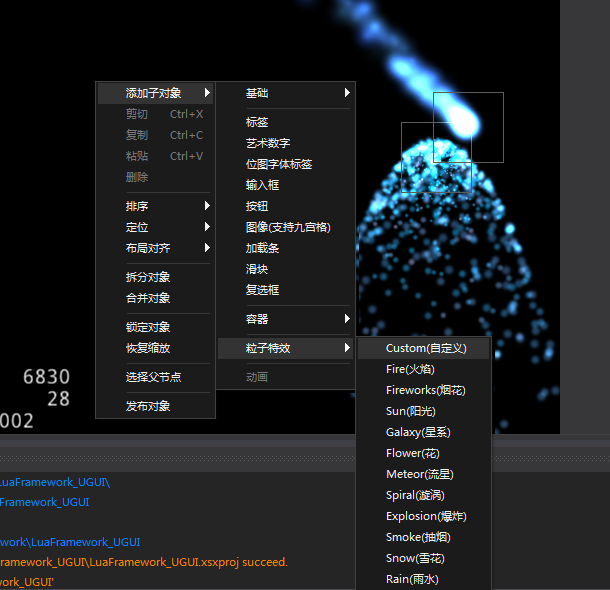 添加子对象
剪切 Ctrl+X
复制 Ctrl+C
粘贴 Ctrl+V
删除
排序
定位
布局对齐
拆分对象
合并对象
锁定对象
恢复缩放
选择父节点
发布对象
基础
标签
艺术数字
位图字体标签
输入框
按钮
图像(支持九宫格)
加载条
滑块
复选框
容器
粒子特效
动画
Custom(自定义)
Fire(火焰)
Fireworks(烟花)
Sun(阳光)
Galaxy(星系)
Flower(花)
Meteor(流星)
Spiral(漩涡)
Explosion(爆炸)
Smoke(抽烟)
Snow(雪花)
Rain(雨水)
6830
28
002
LuaFramework_UGUI\
Framework_UGUI
work\LuaFramework_UGUI
ramework_UGUI\LuaFramework_UGUI.xsxproj succeed.
work_UGUI'